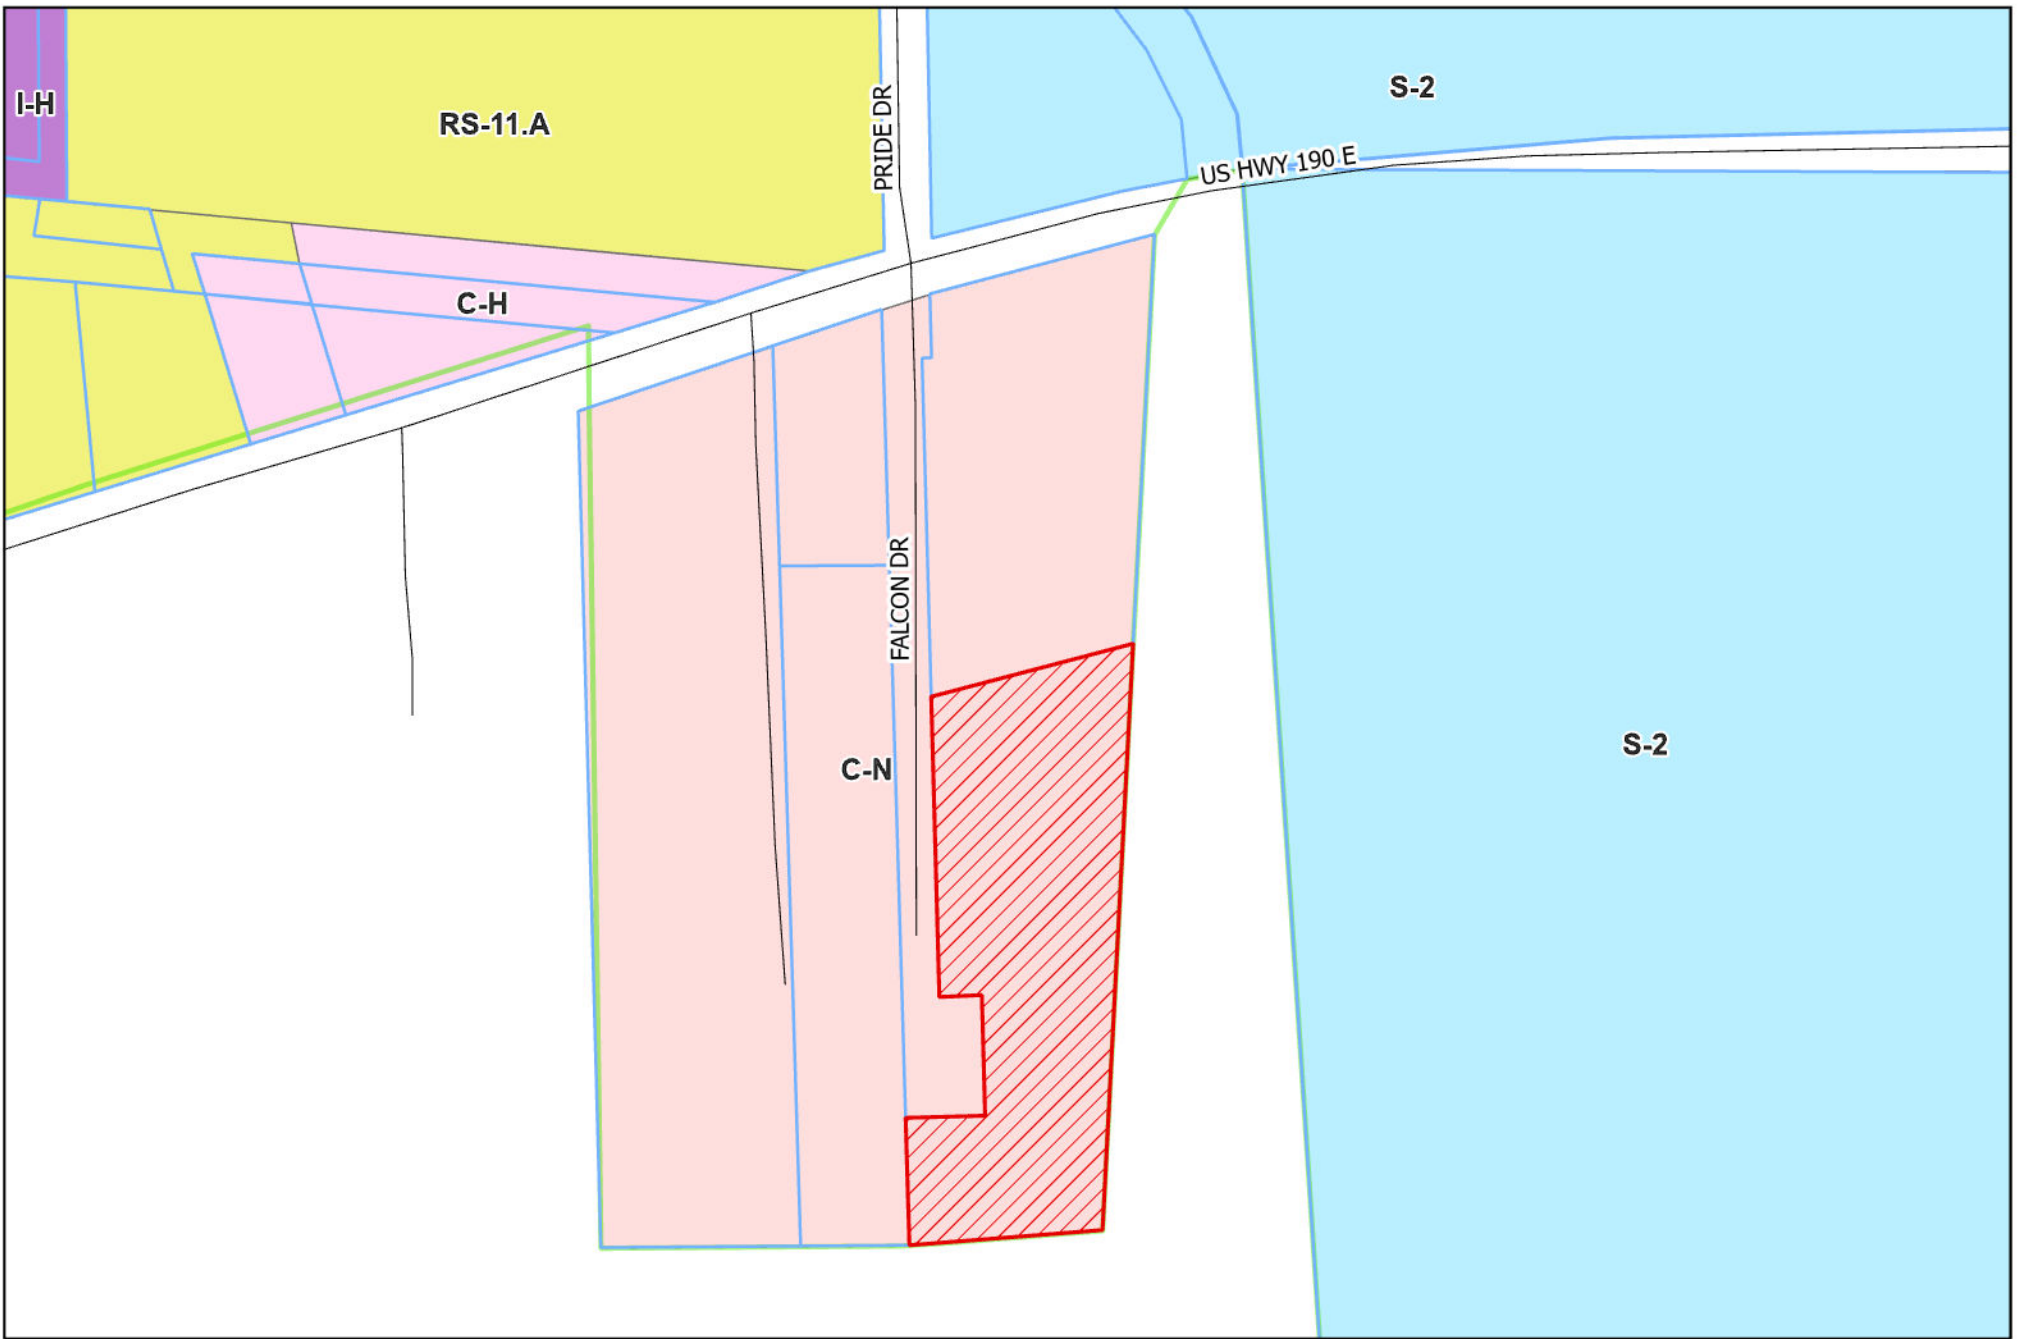 S-2
I-H
RS-11.A
PRIDE DR
US HWY 190 E
C-H
FALCON DR
S-2
C-N